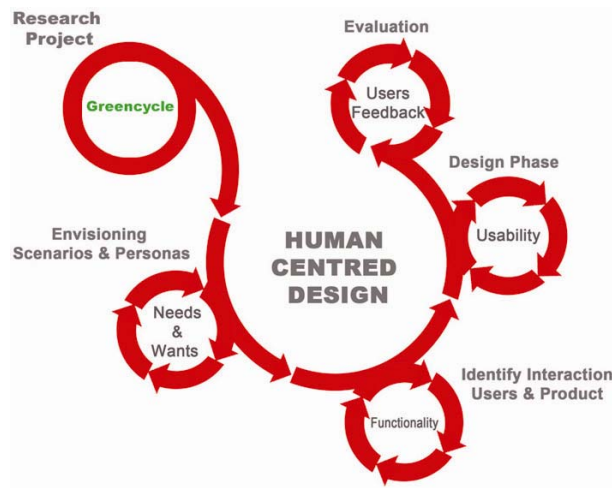 Research
Project
Greencycle
Evaluation
Users
Feedback
Design Phase
Usability
Envisioning
Scenarios & Personas
Needs
&
Wants
HUMAN
CENTRED
DESIGN
Identify Interaction
Users & Product
Functionality